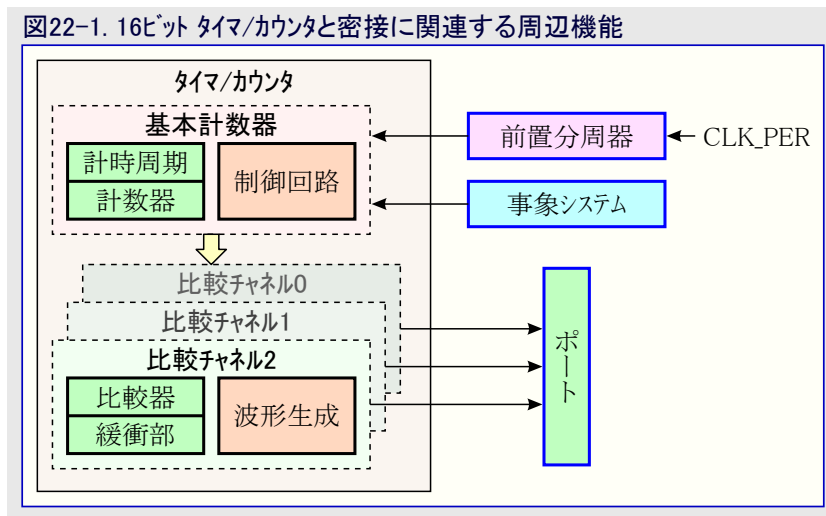 図22-1. 16ﾋﾞｯﾄ ﾀｲﾏ/ｶｳﾝﾀと密接に関連する周辺機能
ﾀｲﾏ/ｶｳﾝﾀ
基本計数器
計時周期
計数器
制御回路
前置分周器
CLK_PER
事象ｼｽﾃﾑ
比較ﾁｬﾈﾙ0
比較ﾁｬﾈﾙ1
比較ﾁｬﾈﾙ2
比較器
緩衝部
波形生成
ポート